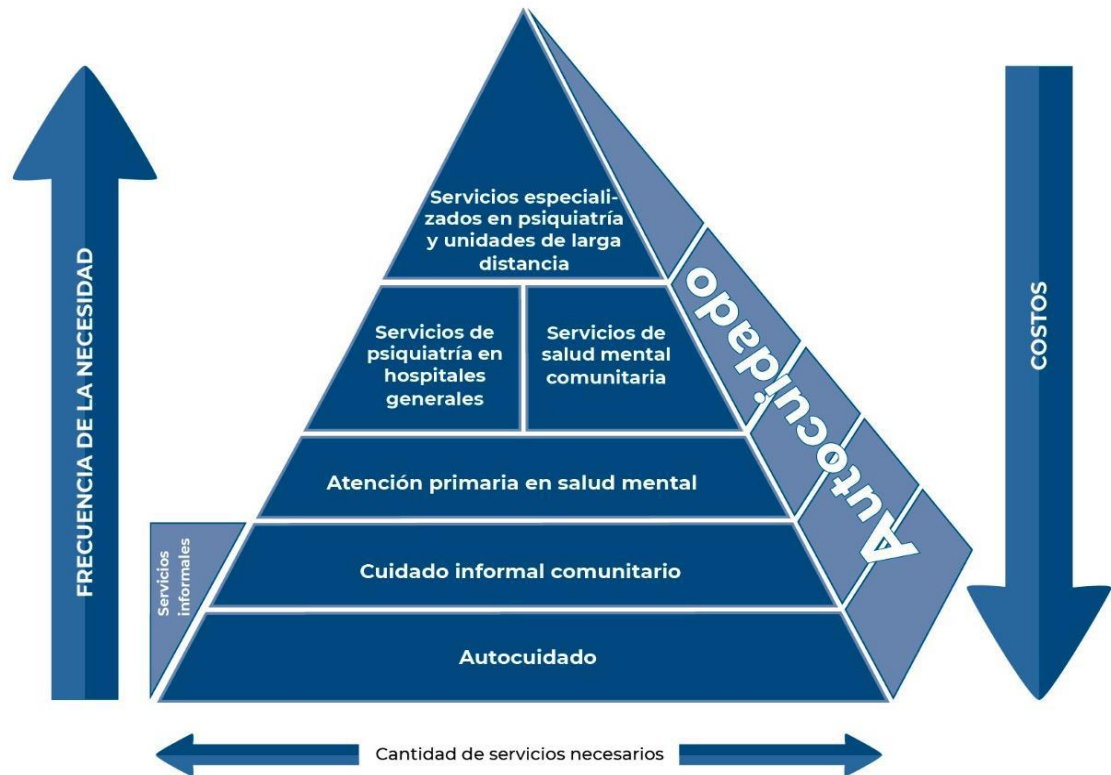 Servicios especiali-
zados en psiquiatría
y unidades de larga
distancia
Servicios de
psiquiatría en
hospitales
generales
Servicios de
salud mental
comunitaria
Atención primaria en salud mental
Cuidado informal comunitario
Autocuidado
Autocuidado
Servicios
informales
FRECUENCIA DE LA NECESIDAD
COSTOS
Cantidad de servicios necesarios